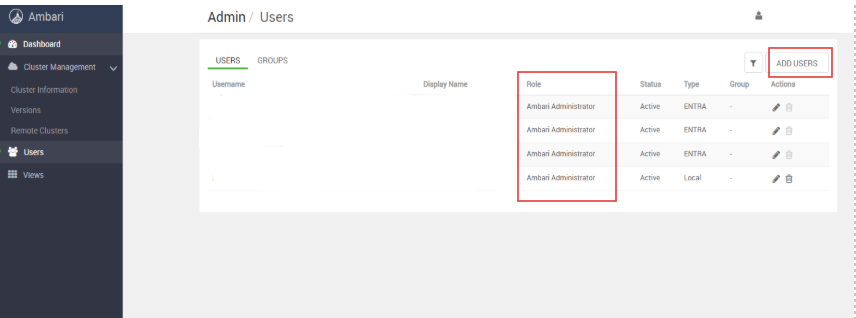 Ambari
Admin / Users
Dashboard
Cluster Management
Cluster Information
Versions
Remote Clusters
Users
Views
USERS GROUPS
ADD USERS
Username Display Name Role Status Type Group Actions
Ambari Administrator Active ENTRA -
Ambari Administrator Active ENTRA -
Ambari Administrator Active ENTRA -
Ambari Administrator Active Local -